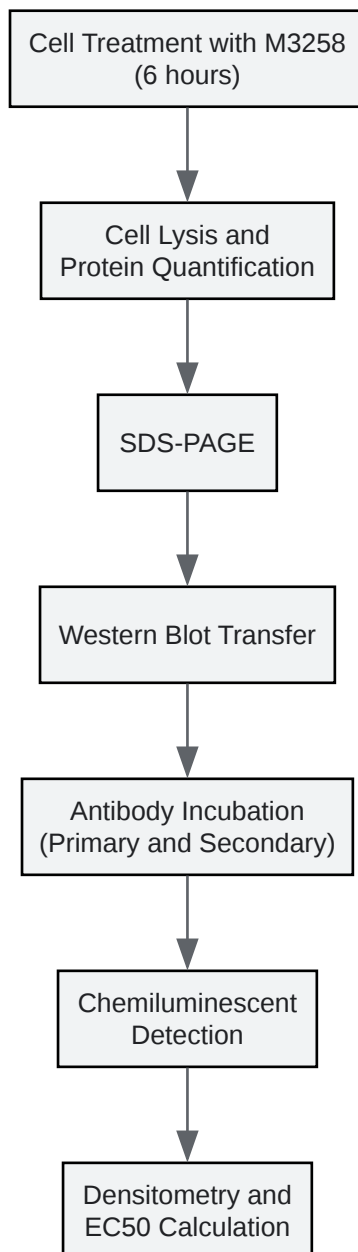 Cell Treatment with M3258
(6 hours)
Cell Lysis and
Protein Quantification
SDS-PAGE
Western Blot Transfer
Antibody Incubation
(Primary and Secondary)
Chemiluminescent
Detection
Densitometry and
EC50 Calculation